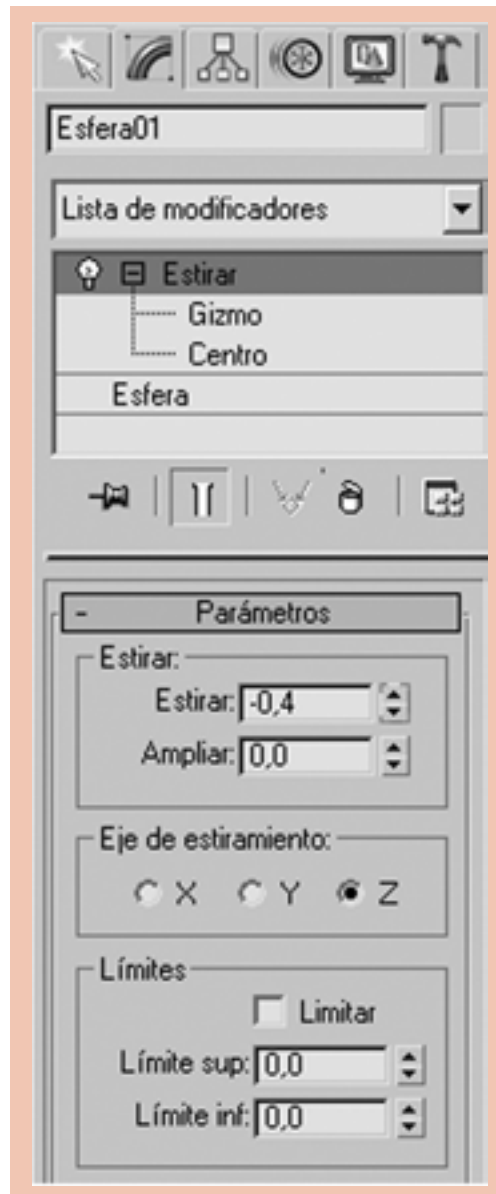 Esfera01
Lista de modificadores
Estirar
Gizmo
Centro
Esfera
- Parámetros
Estirar:
Estirar: -0,4
Ampliar: 0,0
Eje de estiramiento:
X Y Z
Límites
Limitar
Límite sup: 0,0
Límite inf: 0,0